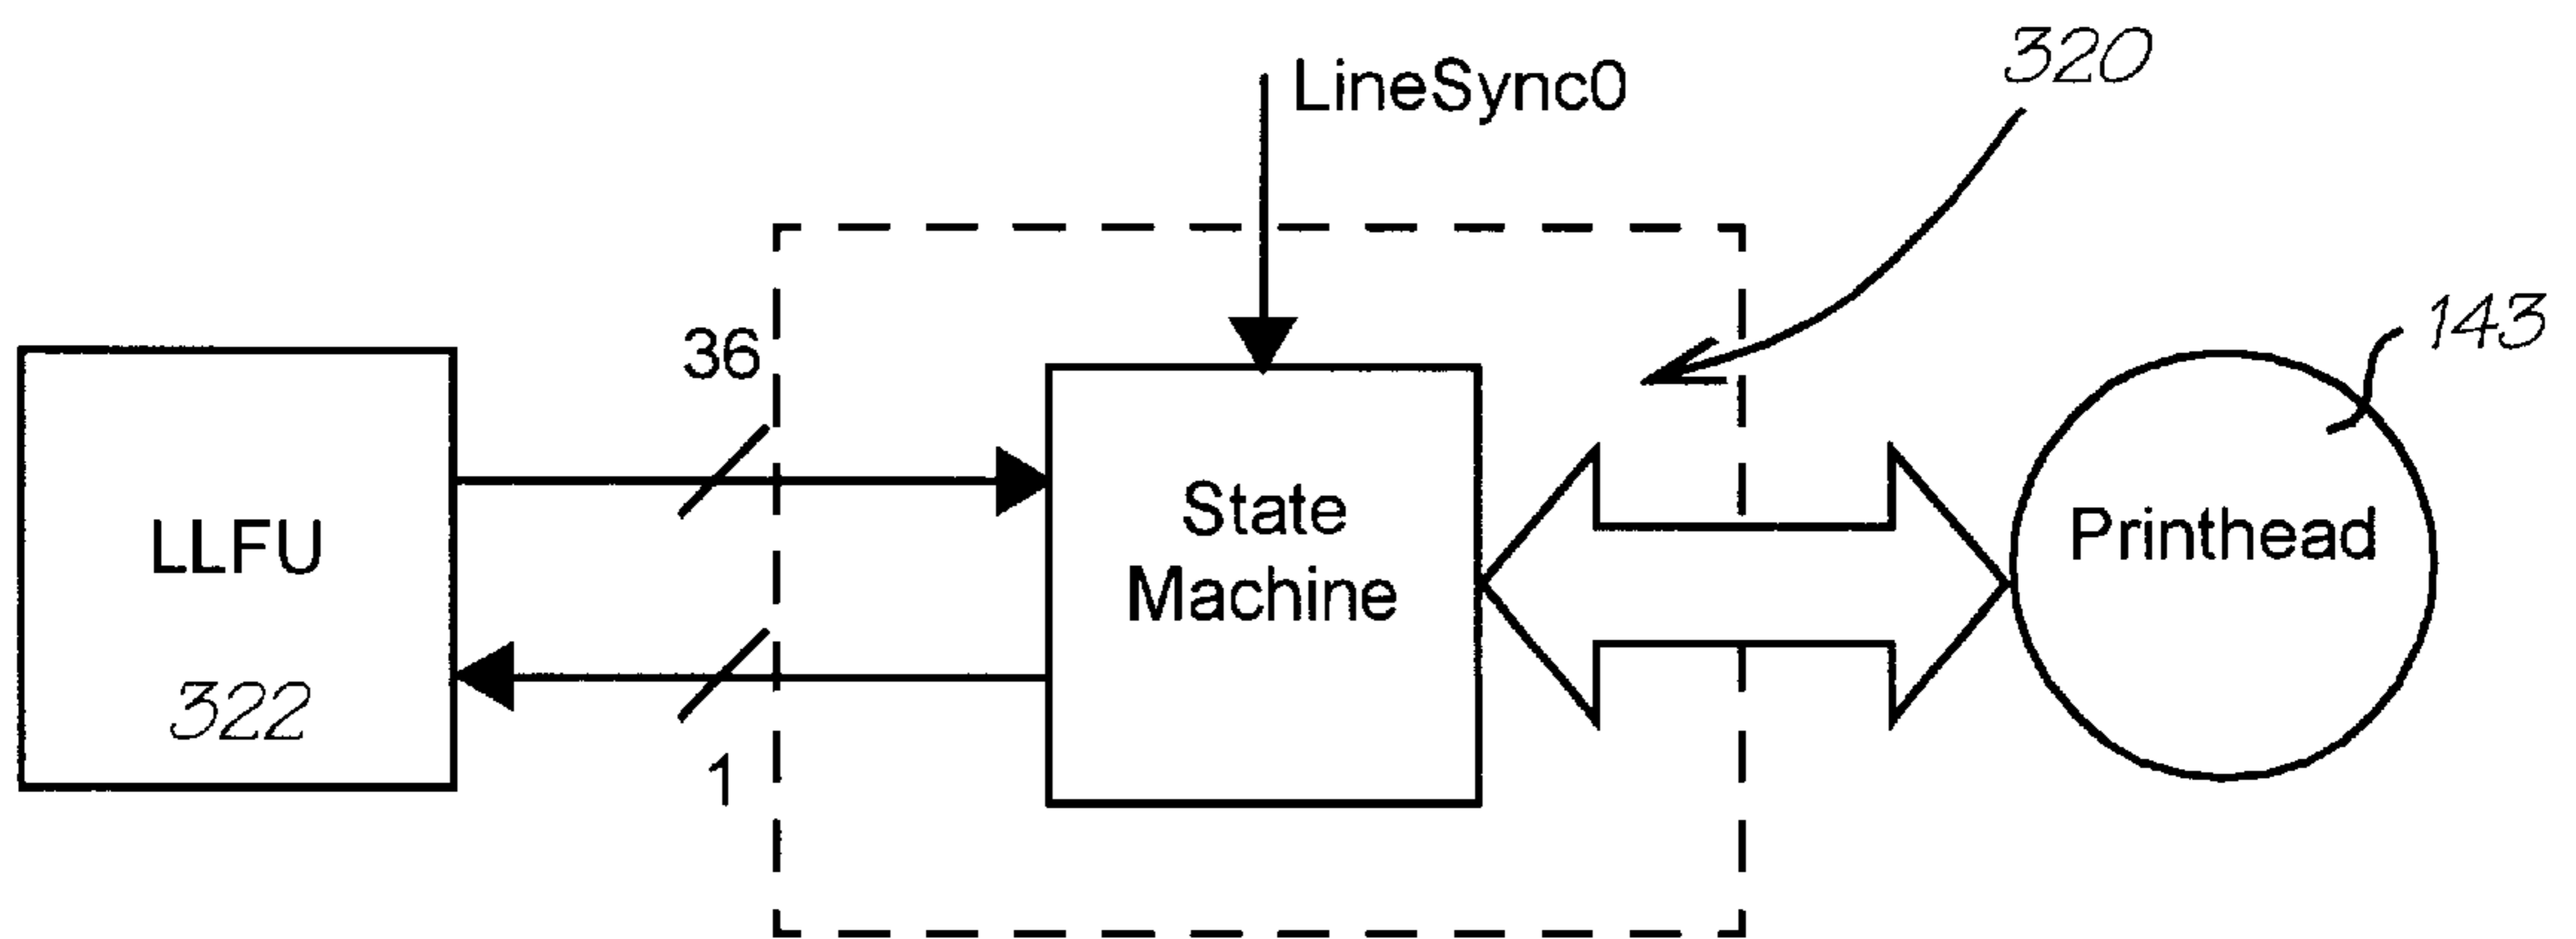 320
LineSync0
143
36
State
Machine
Printhead
LLFU
322
1